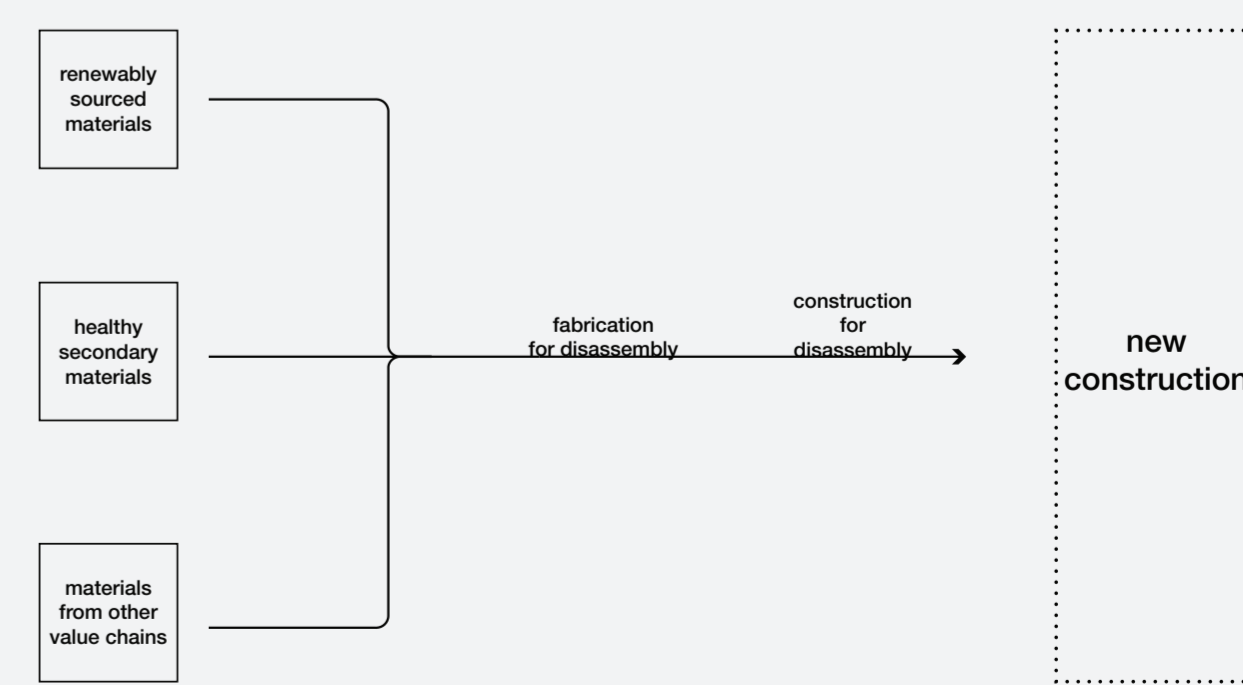 renewably
sourced
materials
healthy
secondary
materials
materials
from other
value chains
fabrication
for disassembly
construction
for
disassembly
new
construction